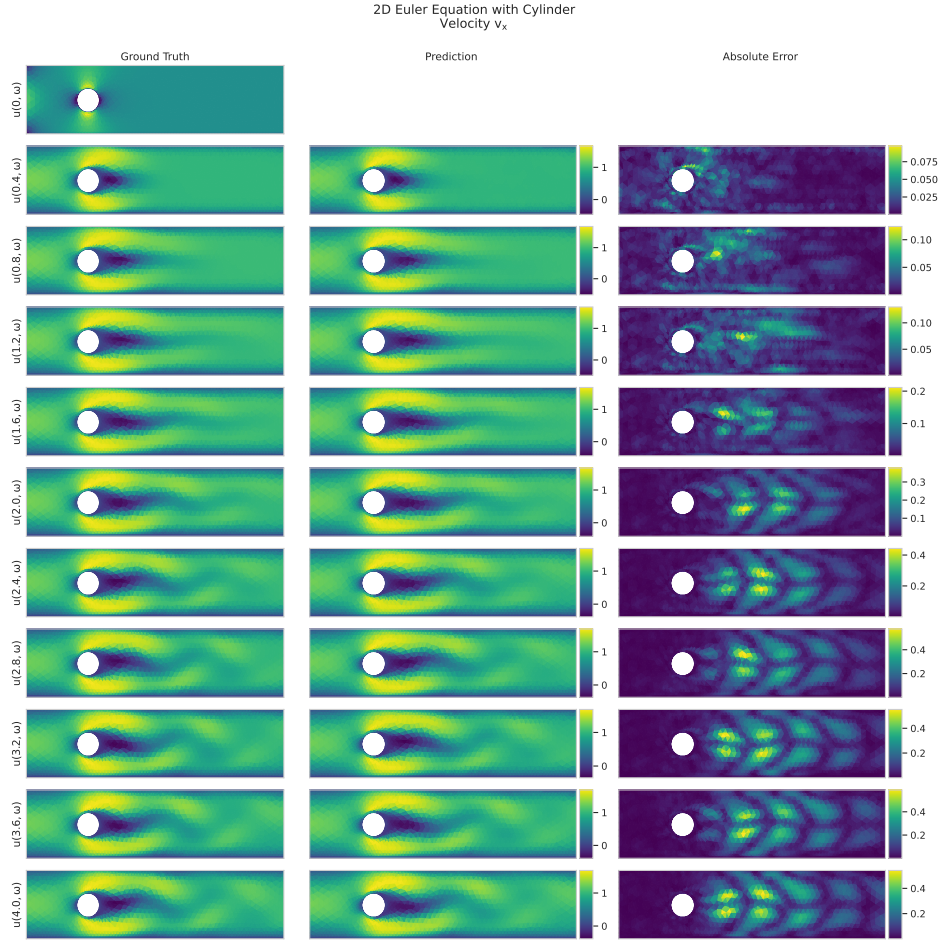 2D Euler Equation with Cylinder
Velocity vₓ
Ground Truth Prediction Absolute Error
u(0, ω)
u(0.4, ω) 1 0 0.075 0.050 0.025
u(0.8, ω) 1 0 0.10 0.05
u(1.2, ω) 1 0 0.10 0.05
u(1.6, ω) 1 0 0.2 0.1
u(2.0, ω) 1 0 0.3 0.2 0.1
u(2.4, ω) 1 0 0.4 0.2
u(2.8, ω) 1 0 0.4 0.2
u(3.2, ω) 1 0 0.4 0.2
u(3.6, ω) 1 0 0.4 0.2
u(4.0, ω) 1 0 0.4 0.2